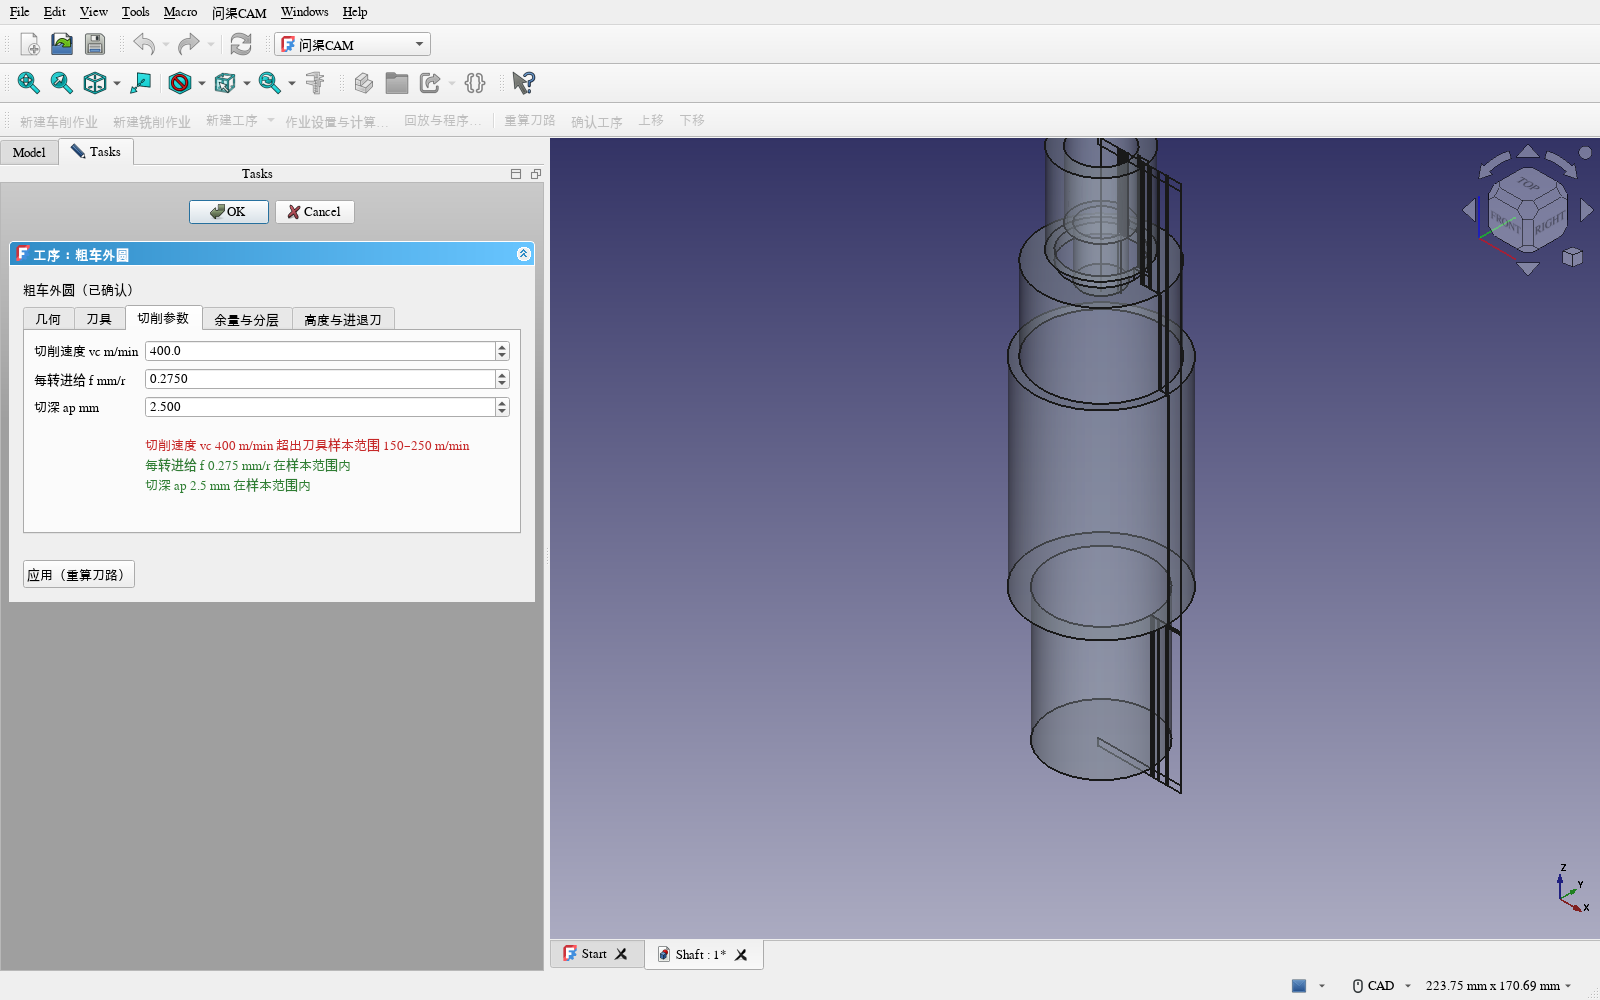 File Edit View Tools Macro 问渠CAM Windows Help
问渠CAM
新建车削作业 新建铣削作业 新建工序 作业设置与计算... 回放与程序... 重算刀路 确认工序 上移 下移
Model Tasks
Tasks
OK Cancel
工序：粗车外圆
粗车外圆（已确认）
几何 刀具 切削参数 余量与分层 高度与进退刀
切削速度 vc m/min 400.0
每转进给 f mm/r 0.2750
切深 ap mm 2.500
切削速度 vc 400 m/min 超出刀具样本范围 150–250 m/min
每转进给 f 0.275 mm/r 在样本范围内
切深 ap 2.5 mm 在样本范围内
应用（重算刀路）
TOP
FRONT RIGHT
Z
Y
X
Start Shaft : 1*
CAD 223.75 mm x 170.69 mm